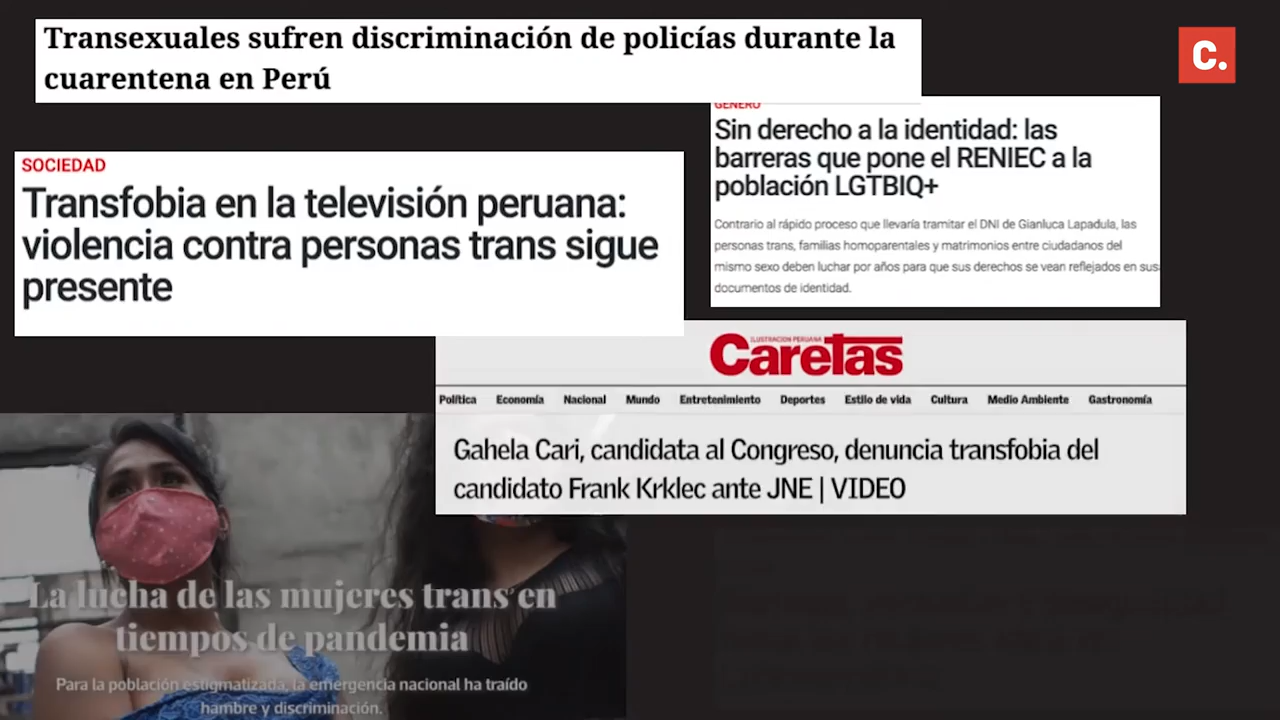 Transexuales sufren discriminación de policías durante la
cuarentena en Perú
C.
GÉNERO
Sin derecho a la identidad: las
barreras que pone el RENIEC a la
población LGTBIQ+
Contrario al rápido proceso que llevaría tramitar el DNI de Gianluca Lapadula, las
personas trans, familias homoparentales y matrimonios entre ciudadanos del
mismo sexo deben luchar por años para que sus derechos se vean reflejados en sus
documentos de identidad.
SOCIEDAD
Transfobia en la televisión peruana:
violencia contra personas trans sigue
presente
ILUSTRACIÓN PERUANA
Caretas
Política Economía Nacional Mundo Entretenimiento Deportes Estilo de vida Cultura Medio Ambiente Gastronomía
Gahela Cari, candidata al Congreso, denuncia transfobia del
candidato Frank Krklec ante JNE | VIDEO
La lucha de las mujeres trans en
tiempos de pandemia
Para la población estigmatizada, la emergencia nacional ha traído
hambre y discriminación.